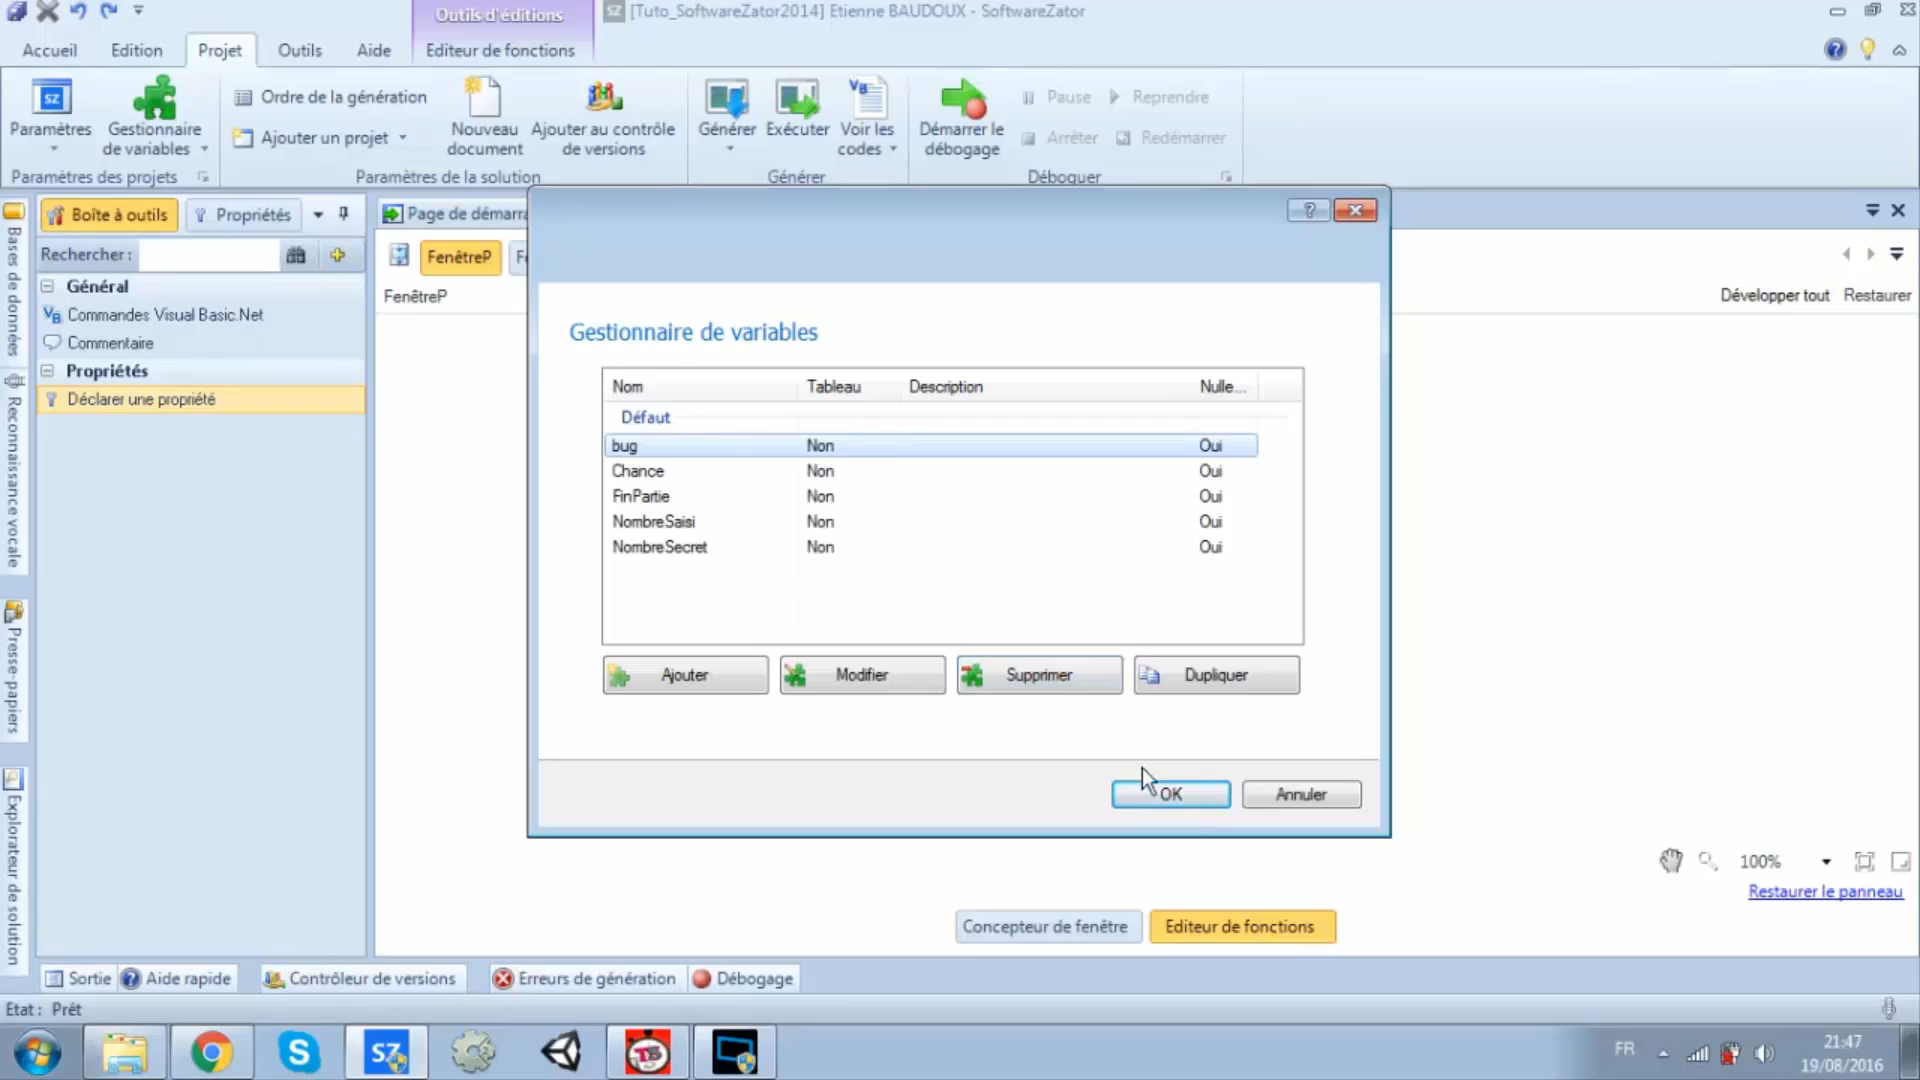 Outils d'éditions
[Tuto_SoftwareZator2014] Etienne BAUDOUX - SoftwareZator
Accueil Edition Projet Outils Aide Editeur de fonctions
Paramètres
Gestionnaire de variables
Ordre de la génération
Ajouter un projet
Nouveau document
Ajouter au contrôle de versions
Générer
Exécuter
Voir les codes
Démarrer le débogage
Pause
Reprendre
Arrêter
Redémarrer
Paramètres des projets
Paramètres de la solution
Générer
Déboguer
Bases de données
Reconnaissance vocale
Presse-papiers
Explorateur de solution
Boîte à outils
Propriétés
Rechercher :
Général
Commandes Visual Basic.Net
Commentaire
Propriétés
Déclarer une propriété
Page de démarra
FenêtreP
FenêtreP
Développer tout
Restaurer
Gestionnaire de variables
Nom Tableau Description Nulle...
Défaut
bug Non Oui
Chance Non Oui
FinPartie Non Oui
NombreSaisi Non Oui
NombreSecret Non Oui
Ajouter
Modifier
Supprimer
Dupliquer
OK
Annuler
100%
Restaurer le panneau
Concepteur de fenêtre
Editeur de fonctions
Sortie
Aide rapide
Contrôleur de versions
Erreurs de génération
Débogage
Etat : Prêt
FR
21:47
19/08/2016